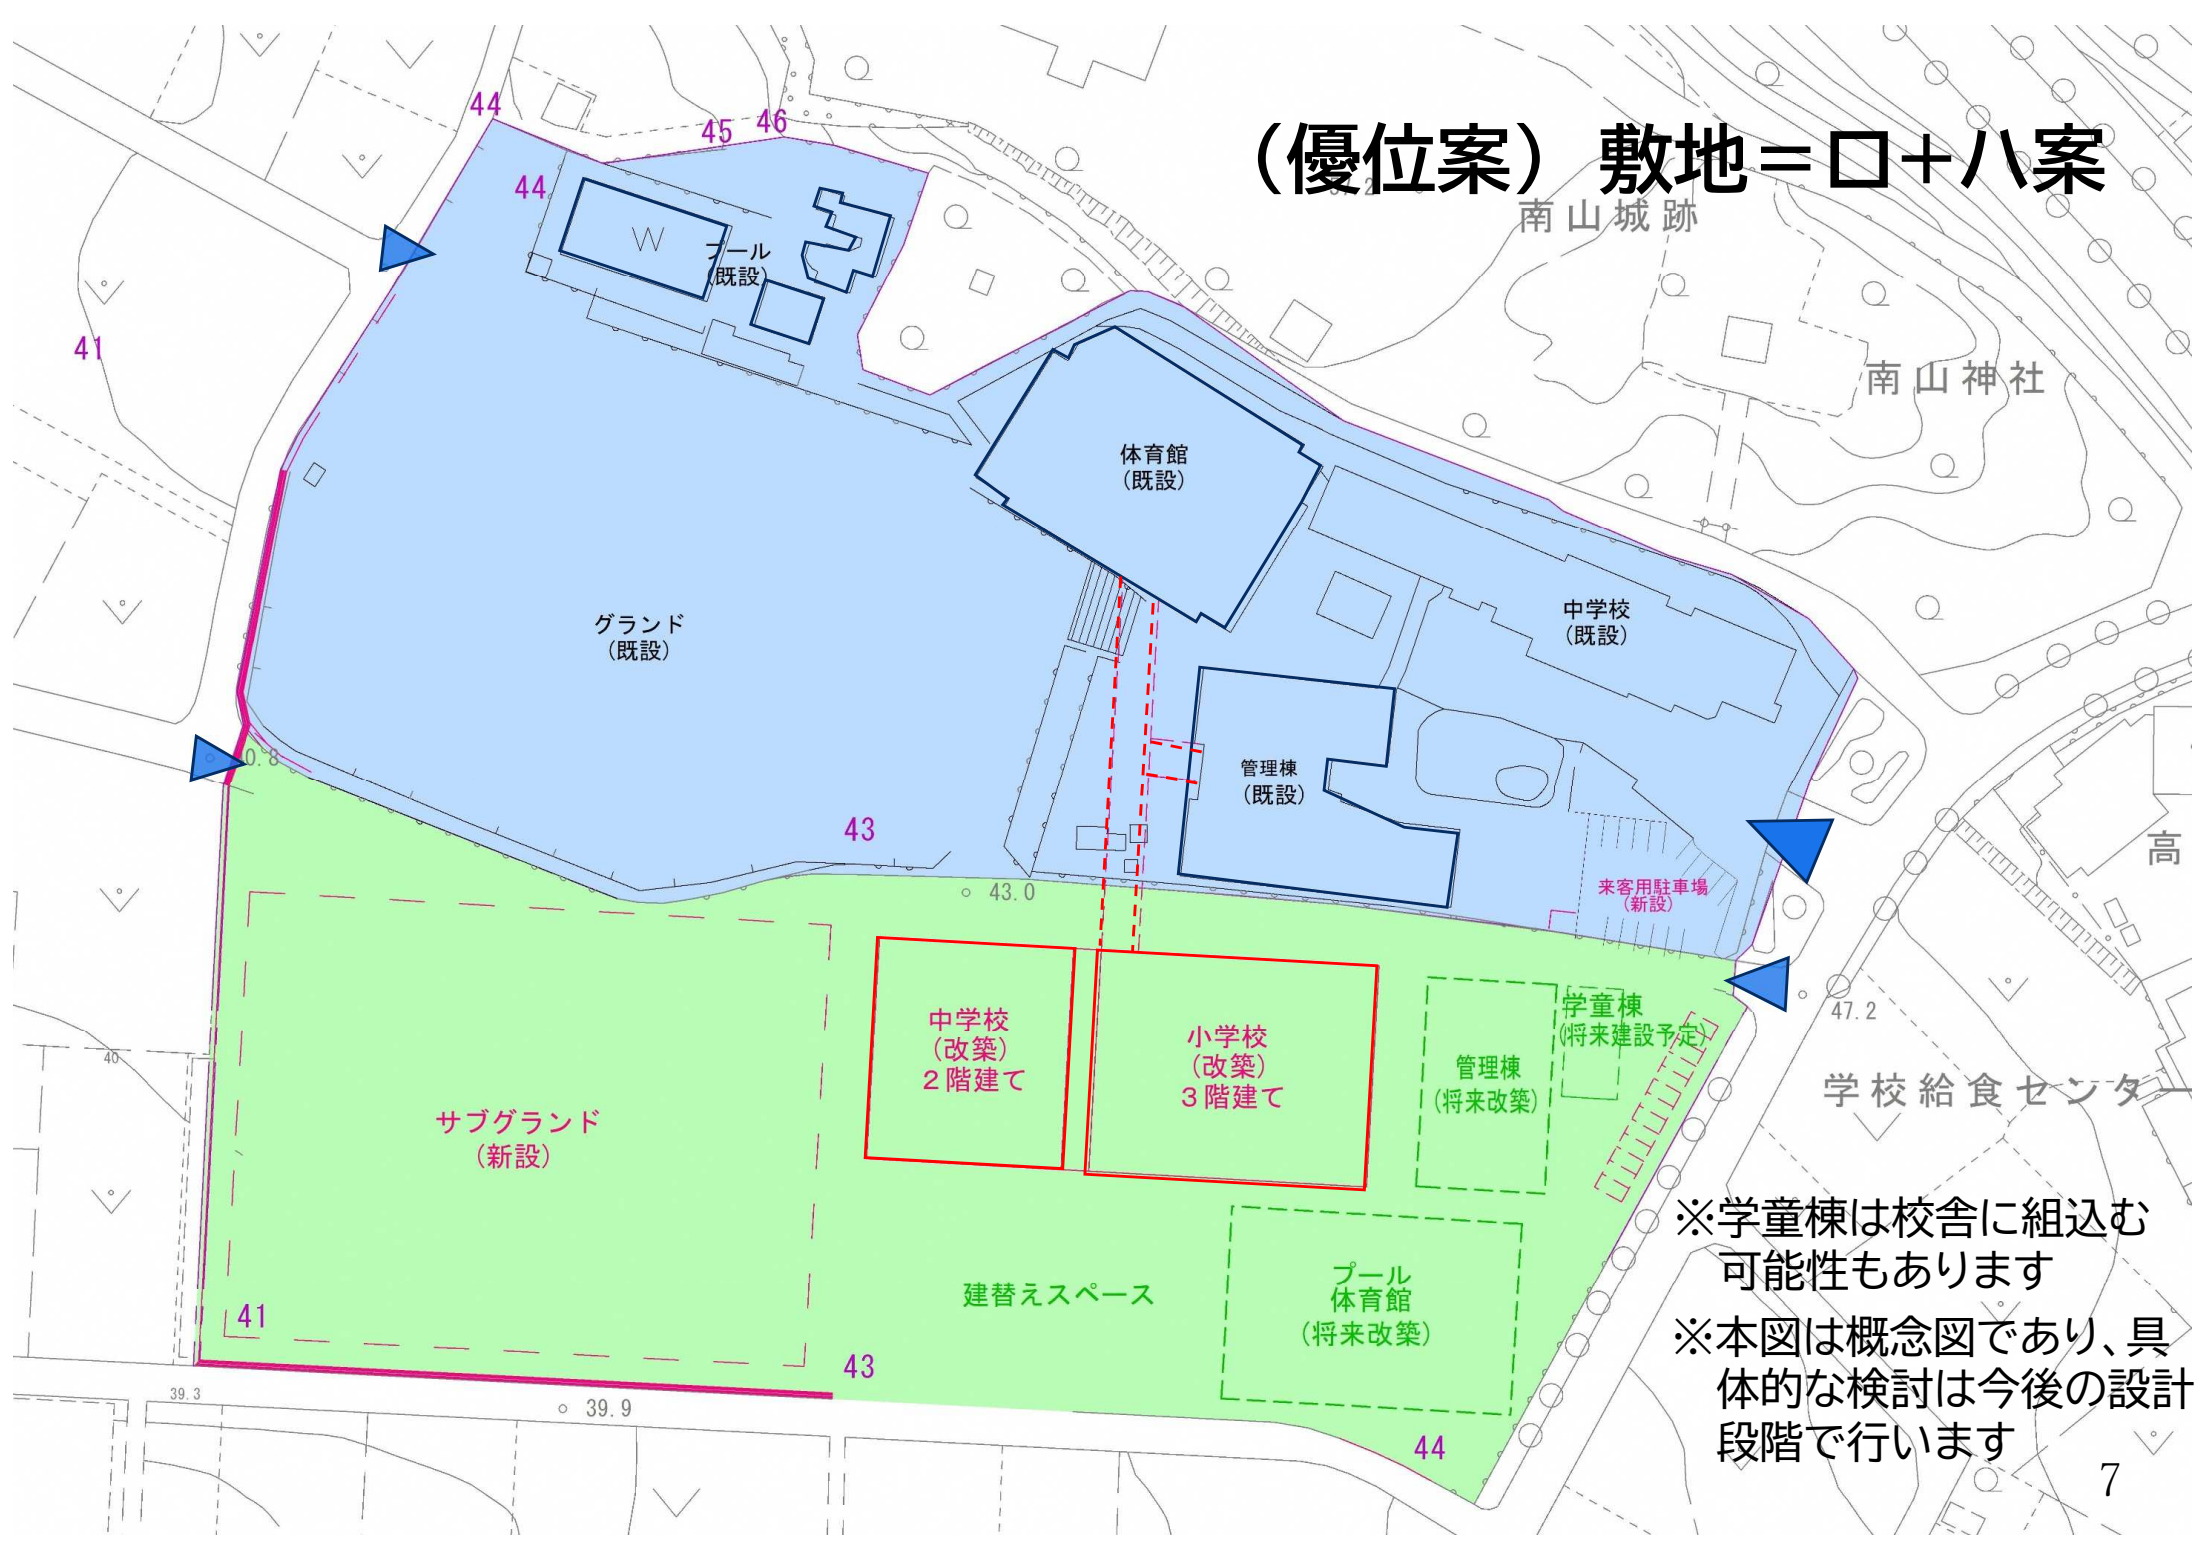 （優位案）敷地＝ロ＋ハ案
44
45
46
44
南山城跡
W
プール
（既設）
41
南山神社
体育館
（既設）
グランド
（既設）
中学校
（既設）
管理棟
（既設）
43
高
来客用駐車場
（新設）
43.0
中学校
（改築）
２階建て
小学校
（改築）
３階建て
学童棟
（将来建設予定）
管理棟
（将来改築）
47.2
40
学校給食センター
サブグランド
（新設）
※学童棟は校舎に組込む
可能性もあります
建替えスペース
プール
体育館
（将来改築）
41
※本図は概念図であり、具
体的な検討は今後の設計
段階で行います
43
39.3
39.9
44
7